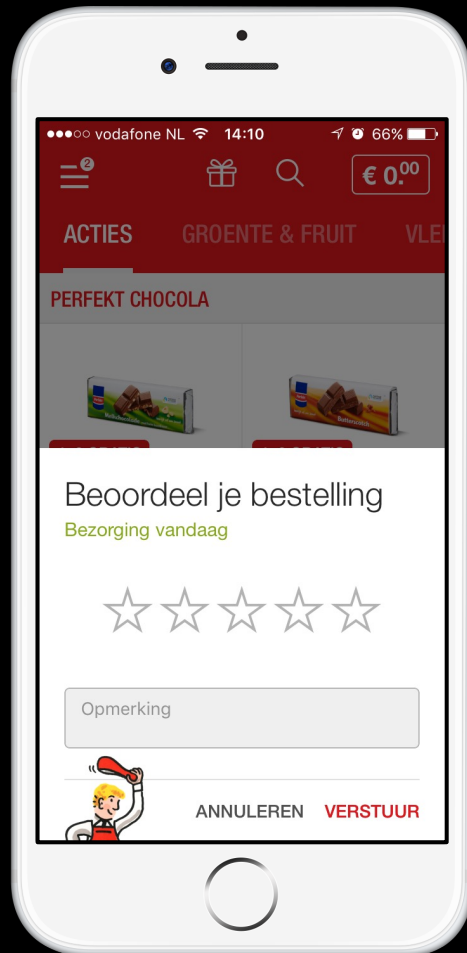 vodafone NL 14:10 66%
2
€ 0.00
ACTIES GROENTE & FRUIT VLE
PERFEKT CHOCOLA
Beoordeel je bestelling
Bezorging vandaag
Opmerking
ANNULEREN VERSTUUR